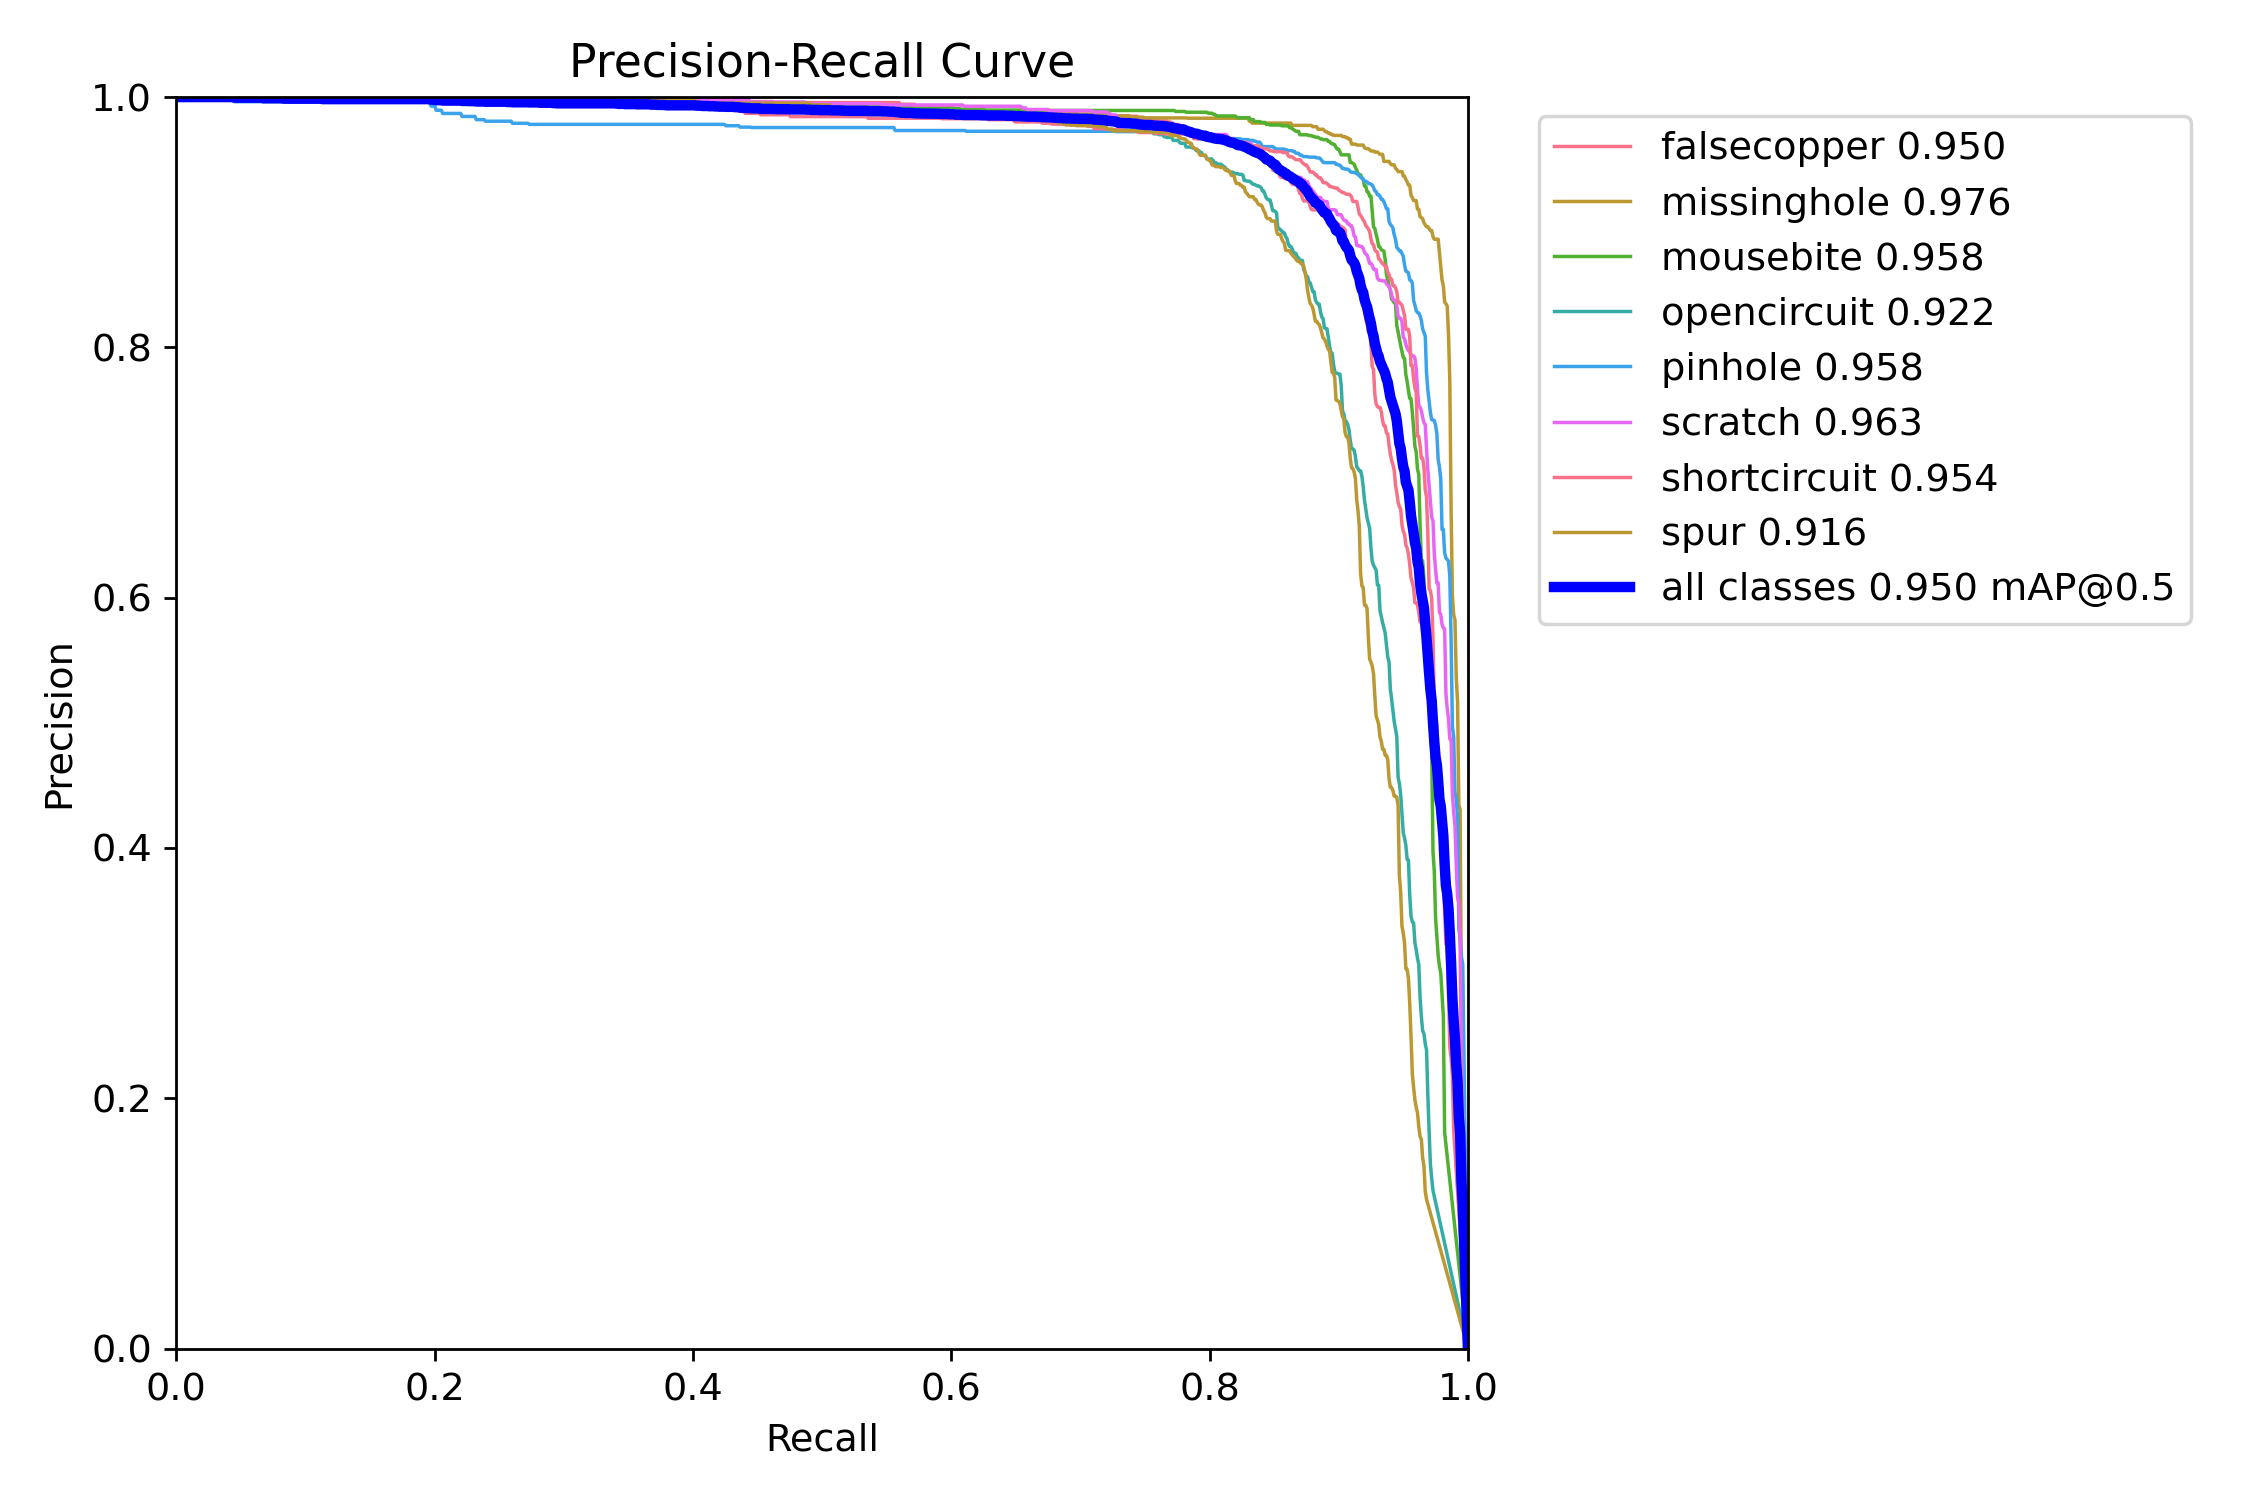 Precision-Recall Curve
1.0
0.8
0.6
0.4
0.2
0.0
Precision
0.0 0.2 0.4 0.6 0.8 1.0
Recall
falsecopper 0.950
missinghole 0.976
mousebite 0.958
opencircuit 0.922
pinhole 0.958
scratch 0.963
shortcircuit 0.954
spur 0.916
all classes 0.950 mAP@0.5